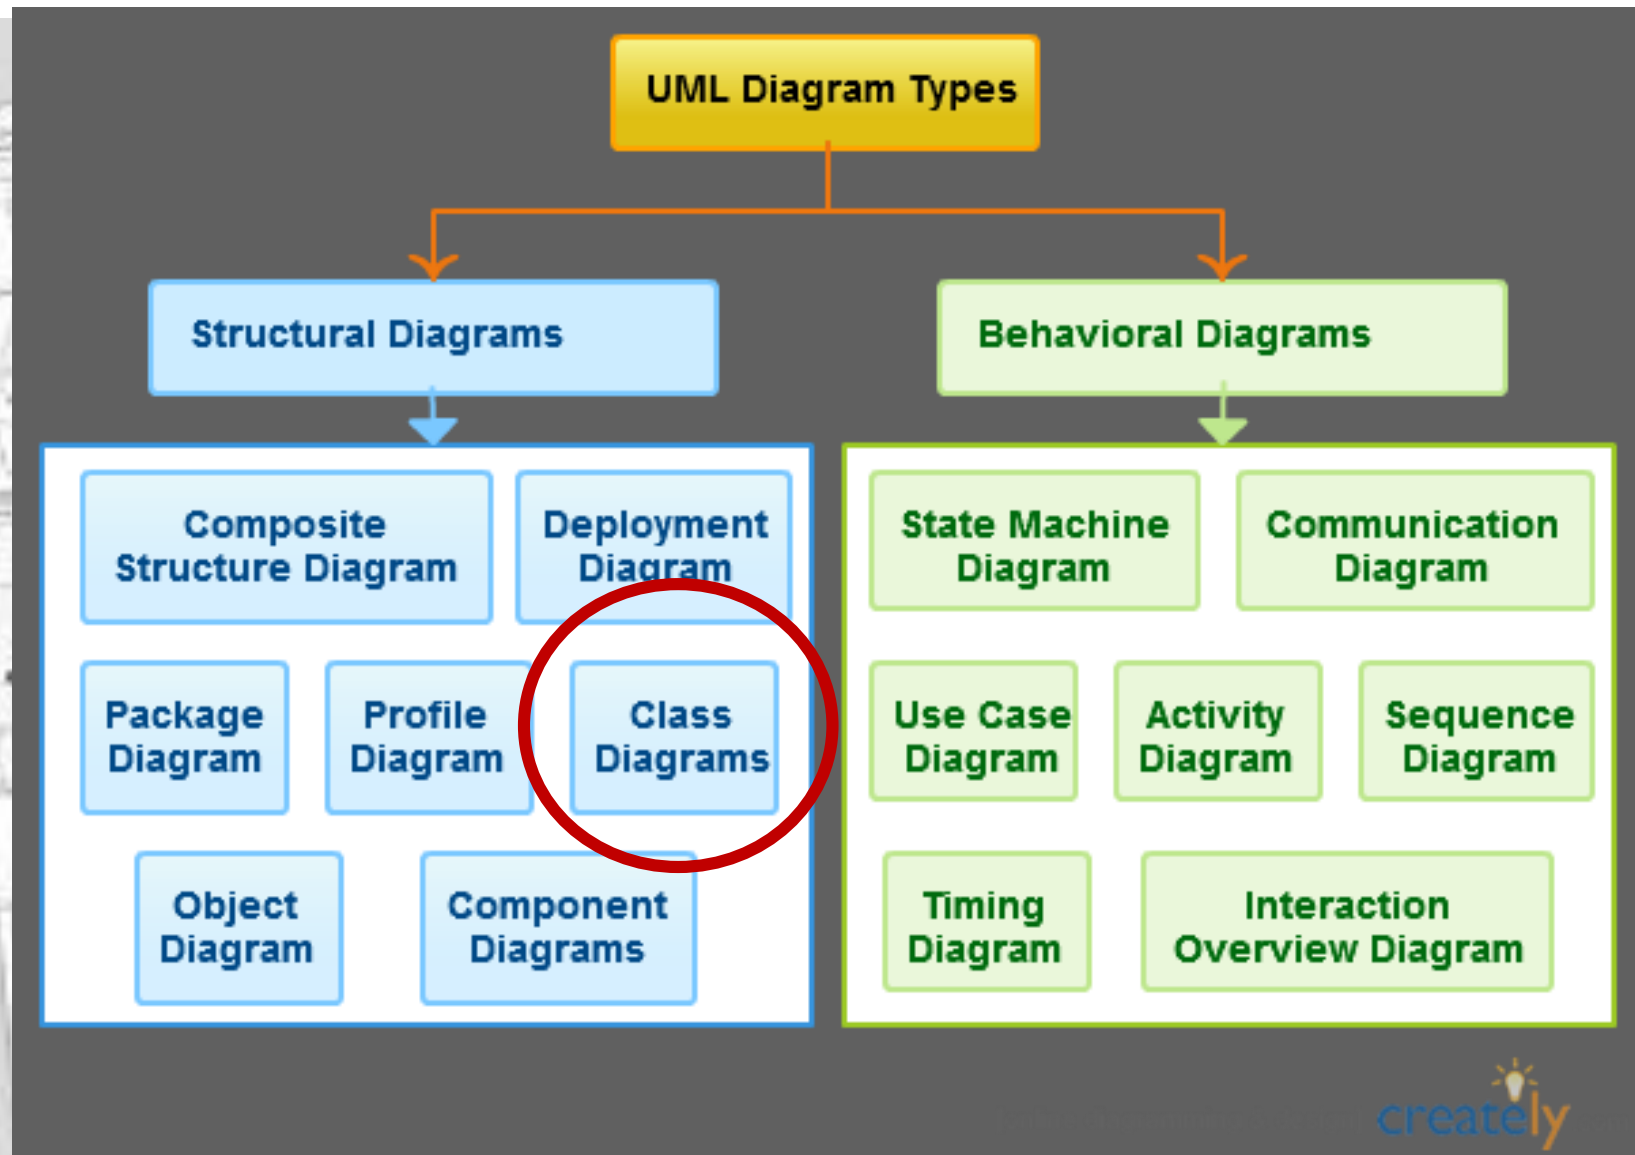 UML Diagram Types
Structural Diagrams
Behavioral Diagrams
Composite
Structure Diagram
Deployment
Diagram
Package
Diagram
Profile
Diagram
Class
Diagrams
Object
Diagram
Component
Diagrams
State Machine
Diagram
Communication
Diagram
Use Case
Diagram
Activity
Diagram
Sequence
Diagram
Timing
Diagram
Interaction
Overview Diagram
creately